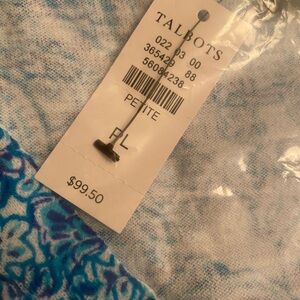 TALBOTS
022 03 00
365429 88
56084236
PETITE
PL
$99.50